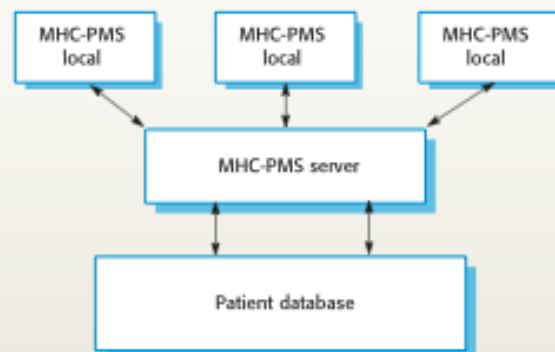 MHC-PMS
local
MHC-PMS
local
MHC-PMS
local
MHC-PMS server
Patient database